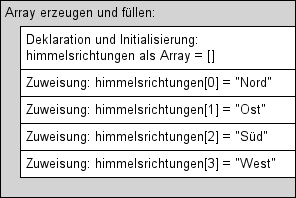 Array erzeugen und füllen:
Deklaration und Initialisierung:
himmelsrichtungen als Array = []
Zuweisung: himmelsrichtungen[0] = "Nord"
Zuweisung: himmelsrichtungen[1] = "Ost"
Zuweisung: himmelsrichtungen[2] = "Süd"
Zuweisung: himmelsrichtungen[3] = "West"